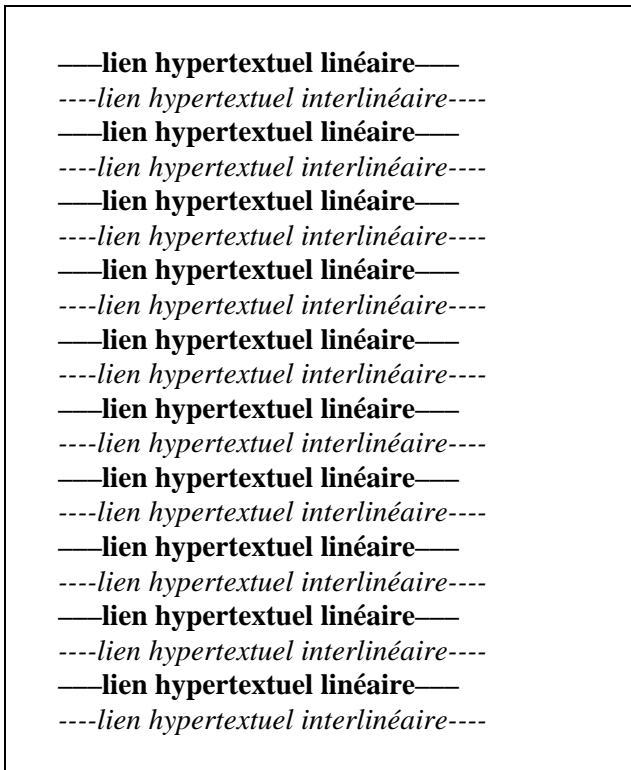 –––lien hypertextuel linéaire–––
----lien hypertextuel interlinéaire----
–––lien hypertextuel linéaire–––
----lien hypertextuel interlinéaire----
–––lien hypertextuel linéaire–––
----lien hypertextuel interlinéaire----
–––lien hypertextuel linéaire–––
----lien hypertextuel interlinéaire----
–––lien hypertextuel linéaire–––
----lien hypertextuel interlinéaire----
–––lien hypertextuel linéaire–––
----lien hypertextuel interlinéaire----
–––lien hypertextuel linéaire–––
----lien hypertextuel interlinéaire----
–––lien hypertextuel linéaire–––
----lien hypertextuel interlinéaire----
–––lien hypertextuel linéaire–––
----lien hypertextuel interlinéaire----
–––lien hypertextuel linéaire–––
----lien hypertextuel interlinéaire----